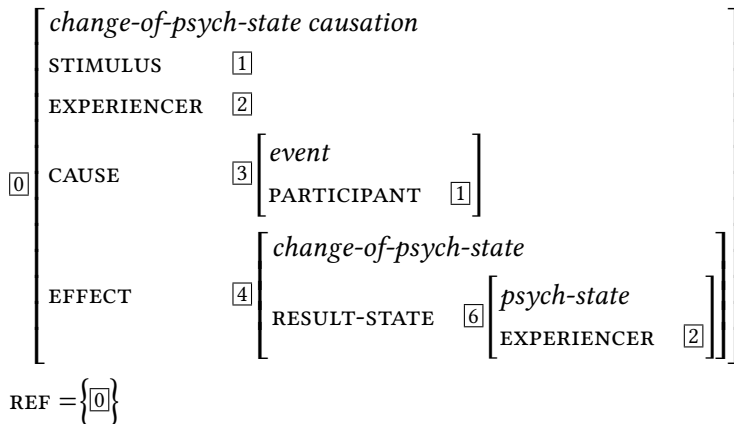 change-of-psych-state causation
STIMULUS 1
EXPERIENCER 2
event
0 CAUSE 3
PARTICIPANT 1
change-of-psych-state
EFFECT 4
psych-state
RESULT-STATE 6
EXPERIENCER 2
REF ={0}